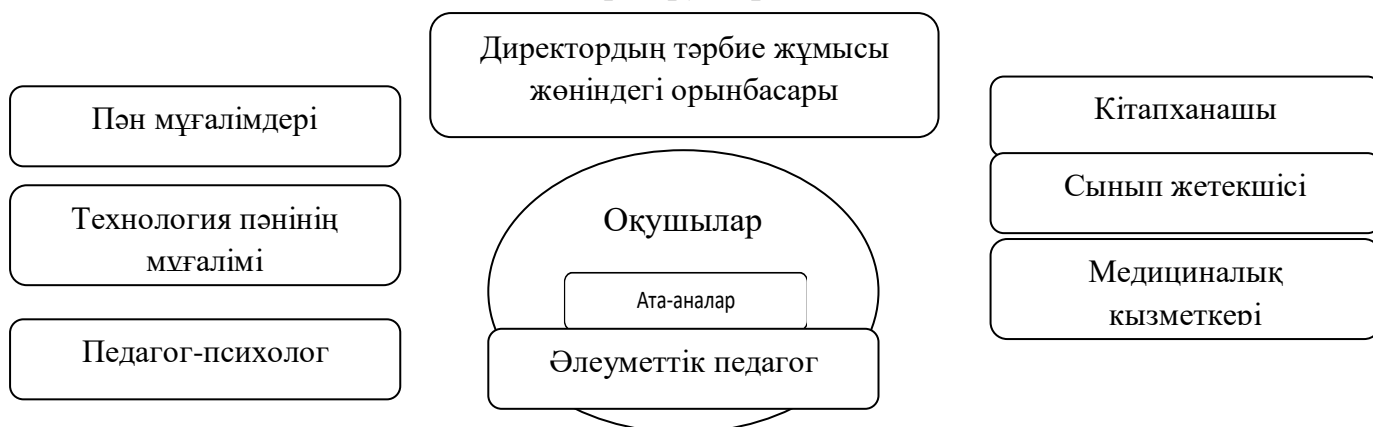 Директордың тәрбие жұмысы
жөніндегі орынбасары
Пән мұғалімдері
Технология пәнінің
мұғалімі
Педагог-психолог
Оқушылар
Ата-аналар
Әлеуметтік педагог
Кітапханашы
Сынып жетекшісі
Медициналық
қызметкері